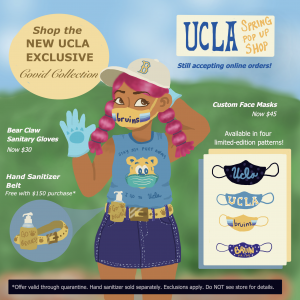 Shop the
NEW UCLA
EXCLUSIVE
Covid Collection
UCLA
SPRING
POP UP
SHOP
Still accepting online orders!
B
bruins
Custom Face Masks
Now $45
Bear Claw
Sanitary Gloves
Now $30
Available in four
limited-edition patterns!
Hand Sanitizer
Belt
Free with $150 purchase*
Ucla
UCLA
bruins
BRUIN
*Offer valid through quarantine. Hand sanitizer sold separately. Exclusions apply. Do NOT see store for details.